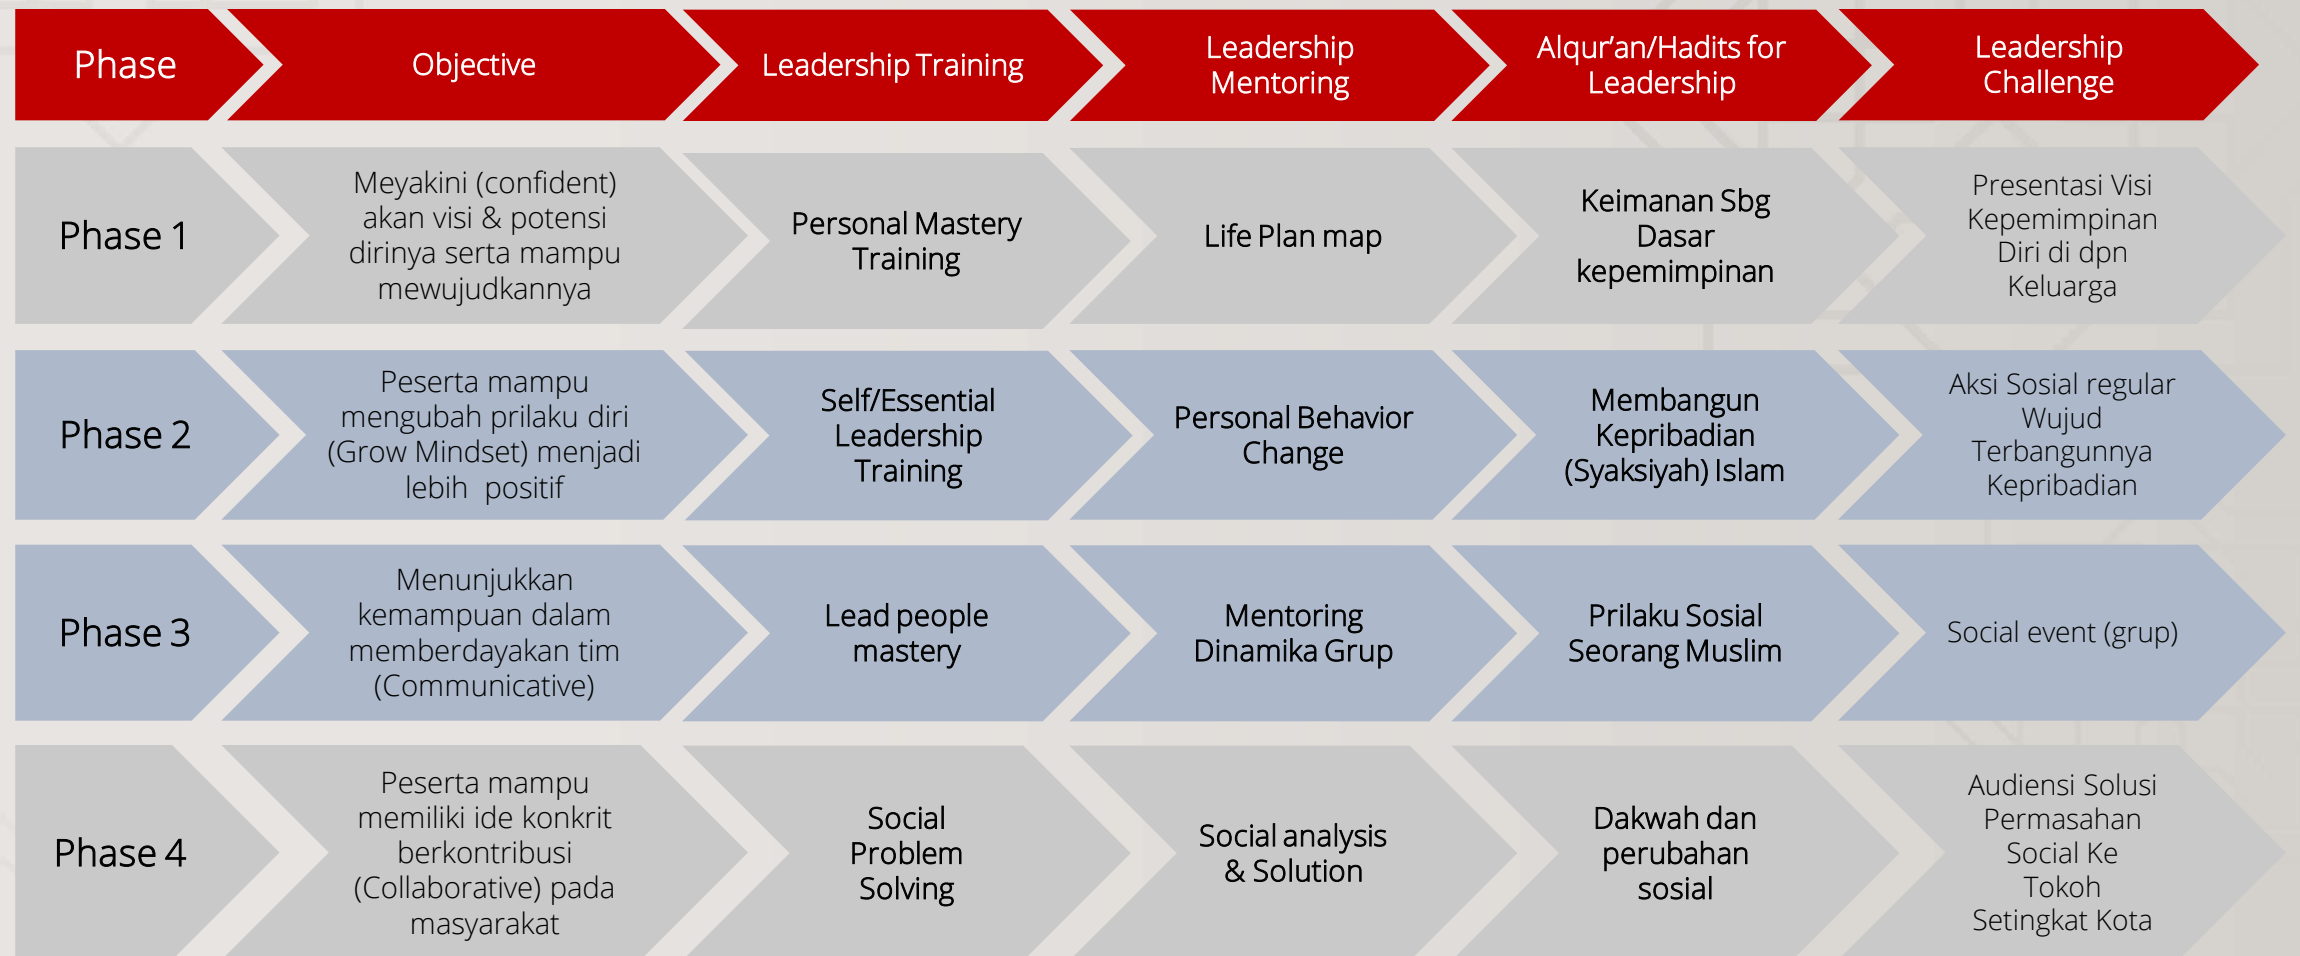 Phase
Objective
Leadership Training
Leadership
Mentoring
Alqur’an/Hadits for
Leadership
Leadership
Challenge
Phase 1
Meyakini (confident)
akan visi & potensi
dirinya serta mampu
mewujudkannya
Personal Mastery
Training
Life Plan map
Keimanan Sbg
Dasar
kepemimpinan
Presentasi Visi
Kepemimpinan
Diri di dpn
Keluarga
Phase 2
Peserta mampu
mengubah prilaku diri
(Grow Mindset) menjadi
lebih positif
Self/Essential
Leadership
Training
Personal Behavior
Change
Membangun
Kepribadian
(Syaksiyah) Islam
Aksi Sosial regular
Wujud
Terbangunnya
Kepribadian
Phase 3
Menunjukkan
kemampuan dalam
memberdayakan tim
(Communicative)
Lead people
mastery
Mentoring
Dinamika Grup
Prilaku Sosial
Seorang Muslim
Social event (grup)
Phase 4
Peserta mampu
memiliki ide konkrit
berkontribusi
(Collaborative) pada
masyarakat
Social
Problem
Solving
Social analysis
& Solution
Dakwah dan
perubahan
sosial
Audiensi Solusi
Permasahan
Social Ke
Tokoh
Setingkat Kota